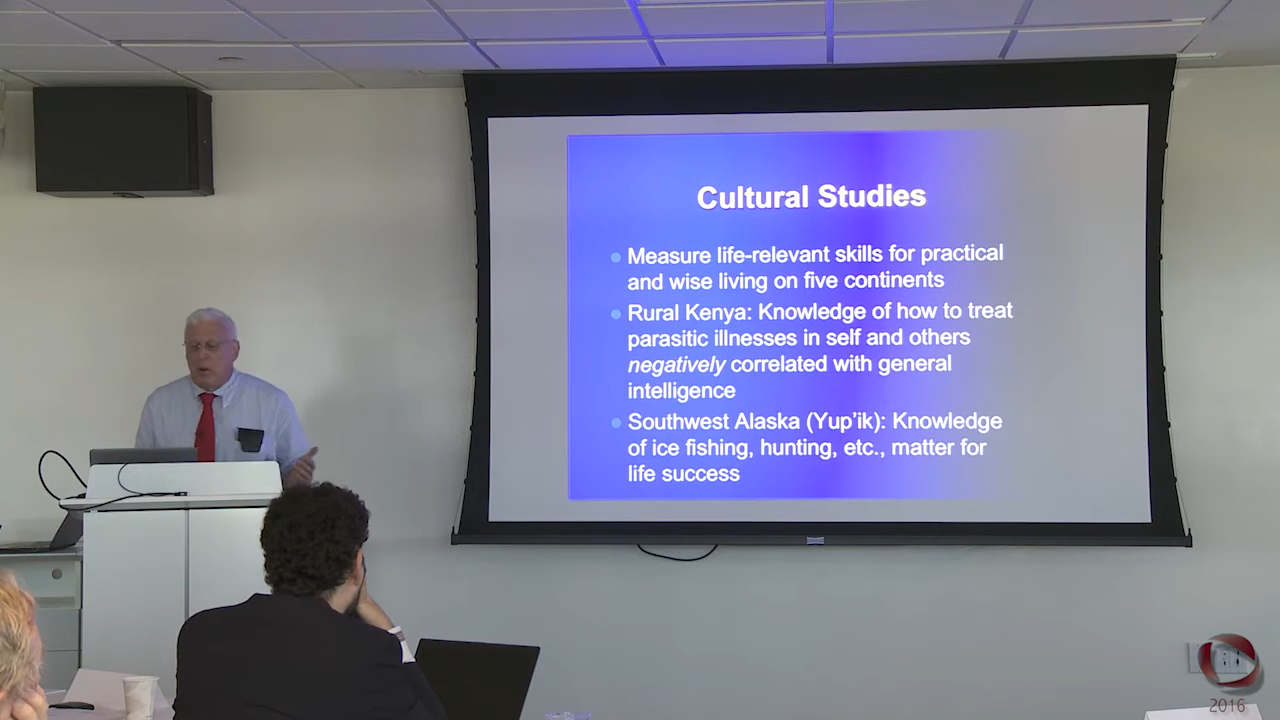 Cultural Studies
Measure life-relevant skills for practical
and wise living on five continents
Rural Kenya: Knowledge of how to treat
parasitic illnesses in self and others
negatively correlated with general
intelligence
Southwest Alaska (Yup'ik): Knowledge
of ice fishing, hunting, etc., matter for
life success
2016